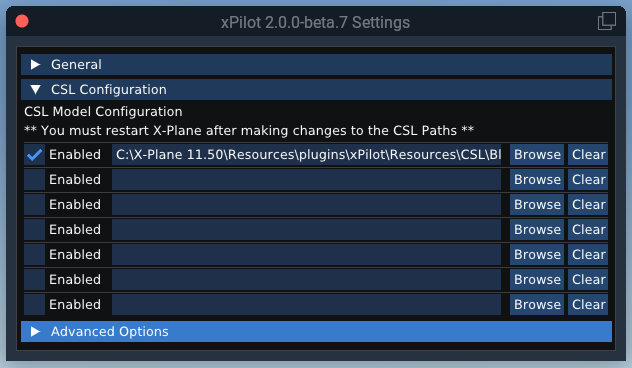 xPilot 2.0.0-beta.7 Settings
General
CSL Configuration
CSL Model Configuration
** You must restart X-Plane after making changes to the CSL Paths **
Enabled C:\X-Plane 11.50\Resources\plugins\xPilot\Resources\CSL\Bl Browse Clear
Enabled Browse Clear
Enabled Browse Clear
Enabled Browse Clear
Enabled Browse Clear
Enabled Browse Clear
Enabled Browse Clear
Advanced Options